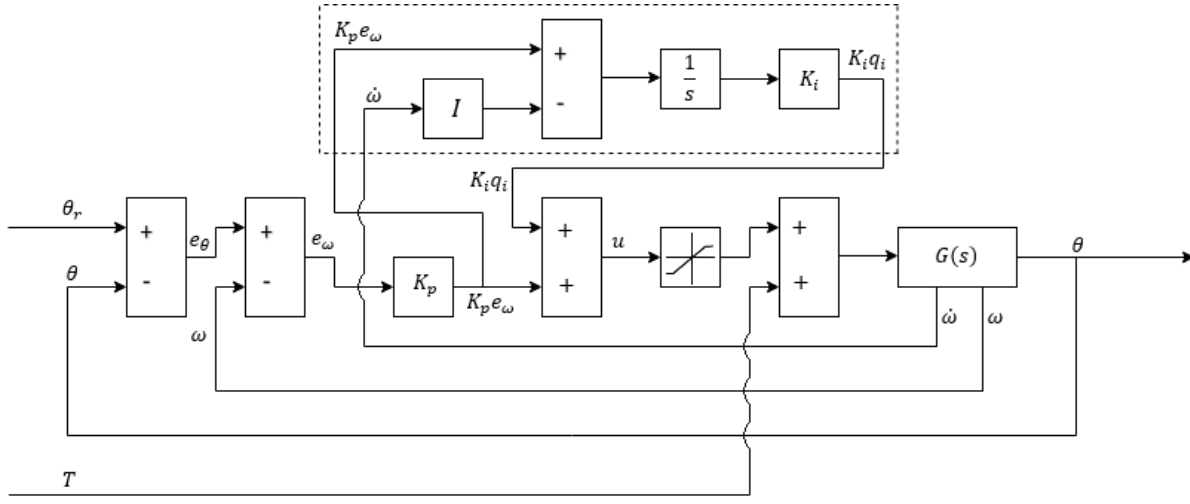 K_p e_ω
+
-
ω̇
I
1/s
K_i
K_i q_i
K_i q_i
θ_r
+
-
θ
e_θ
+
-
ω
e_ω
K_p
K_p e_ω
+
+
u
+
+
G(s)
θ
ω̇
ω
T